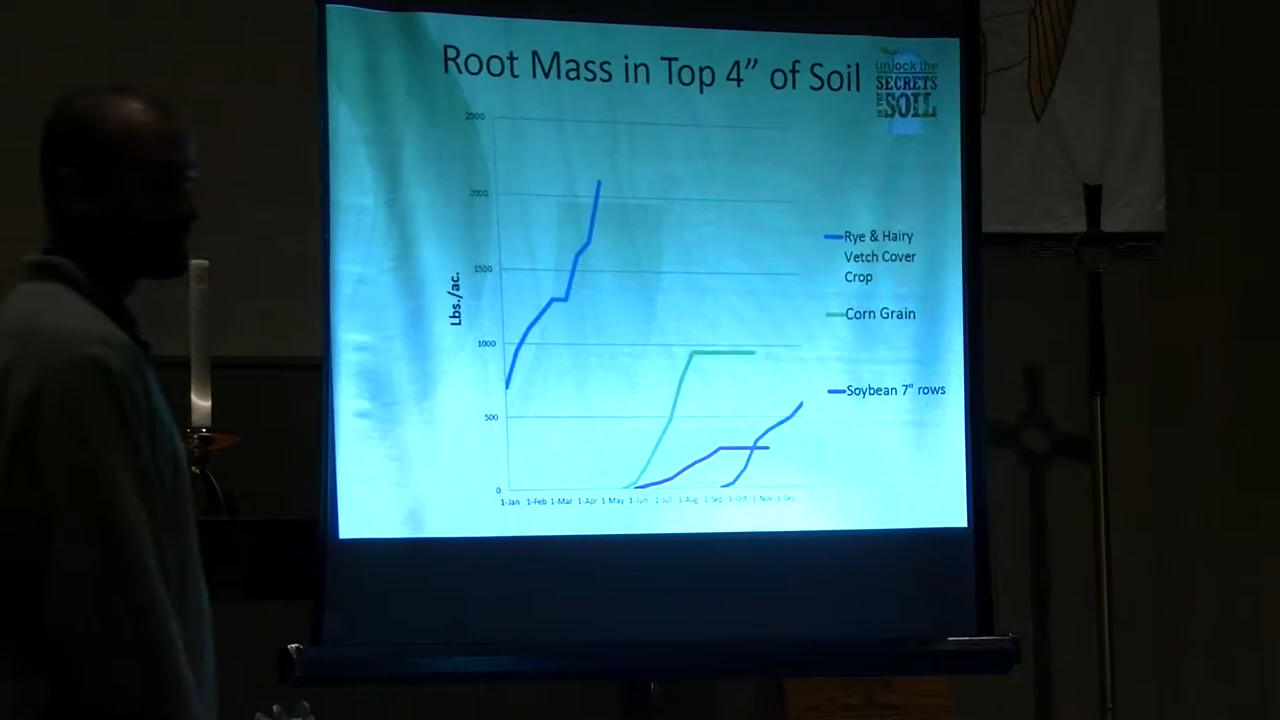 Root Mass in Top 4” of Soil
unlock the
SECRETS
IN THE
SOIL
2500
2000
1500
1000
500
0
Lbs./ac.
1-Jan 1-Feb 1-Mar 1-Apr 1-May 1-Jun 1-Jul 1-Aug 1-Sep 1-Oct 1-Nov 1-Dec
Rye & Hairy
Vetch Cover
Crop
Corn Grain
Soybean 7" rows